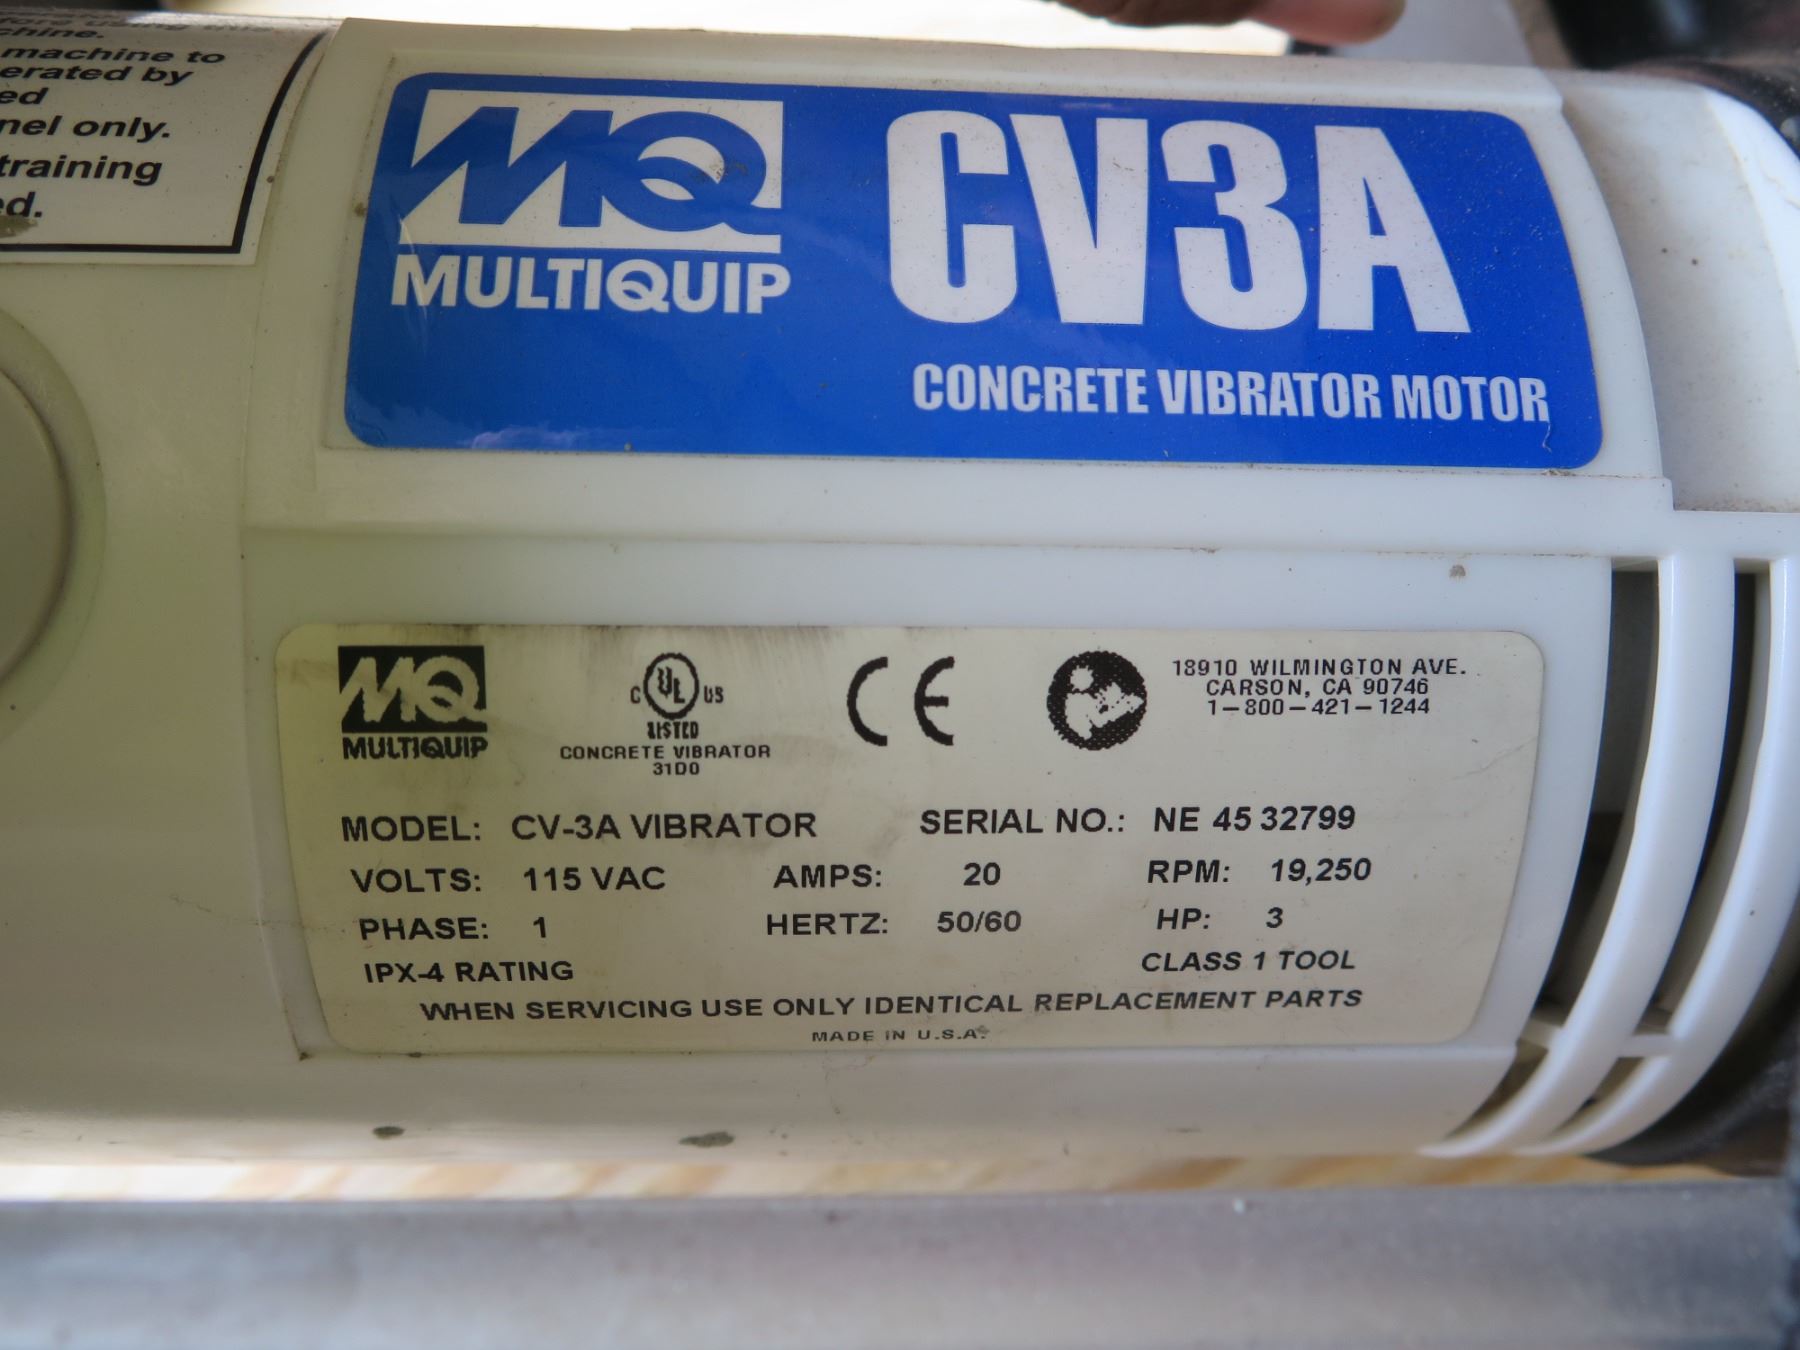 chine.
machine to
erated by
ed
nel only.
training
ed.
MQ
MULTIQUIP
CV3A
CONCRETE VIBRATOR MOTOR
MQ
MULTIQUIP
C UL US
LISTED
CONCRETE VIBRATOR
31D0
CE
18910 WILMINGTON AVE.
CARSON, CA 90746
1-800-421-1244
MODEL: CV-3A VIBRATOR SERIAL NO.: NE 45 32799
VOLTS: 115 VAC AMPS: 20 RPM: 19,250
PHASE: 1 HERTZ: 50/60 HP: 3
IPX-4 RATING CLASS 1 TOOL
WHEN SERVICING USE ONLY IDENTICAL REPLACEMENT PARTS
MADE IN U.S.A.